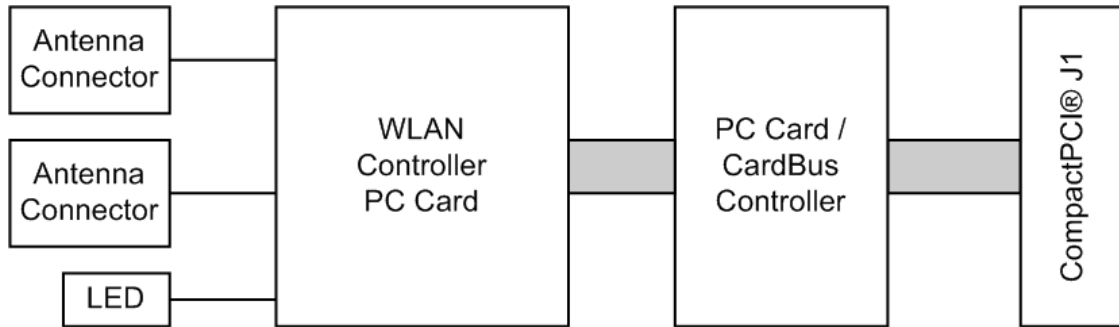 Antenna
Connector
Antenna
Connector
LED
WLAN
Controller
PC Card
PC Card /
CardBus
Controller
CompactPCI® J1